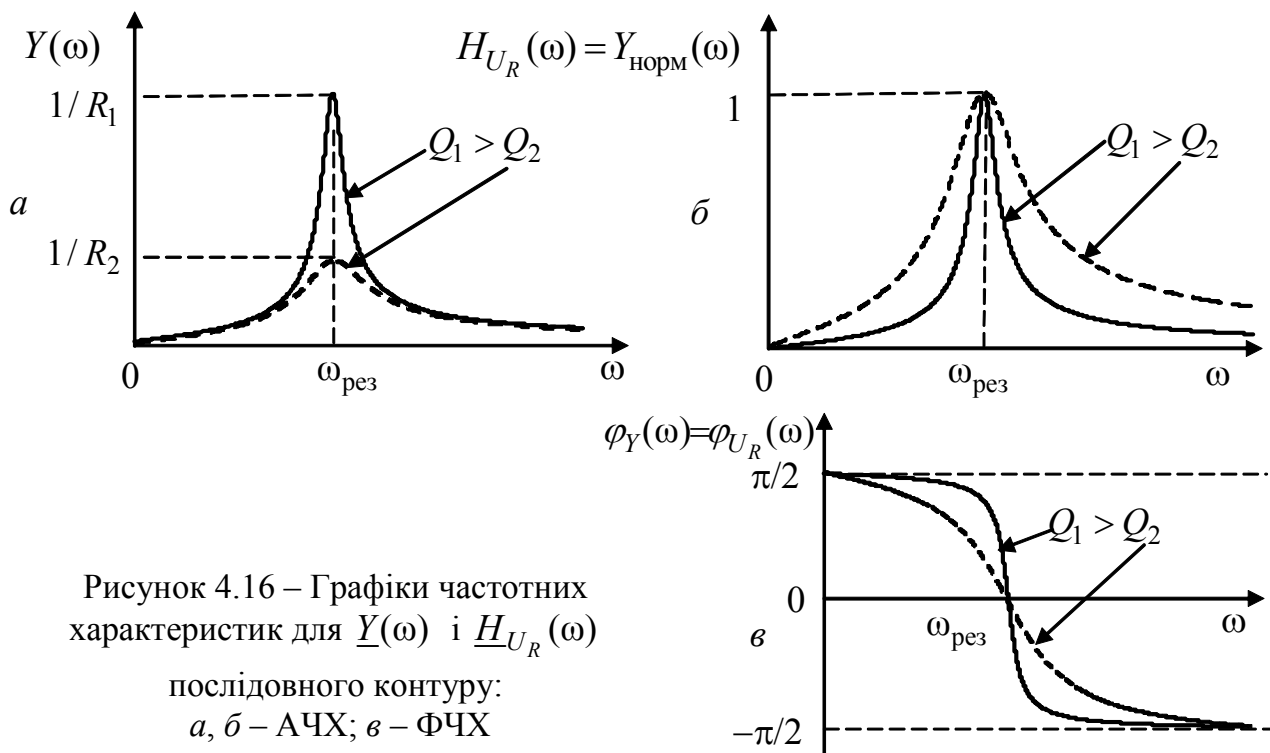 Y(ω)
1/R₁
1/R₂
Q₁ > Q₂
а
0
ω_рез
ω
H_{U_R}(ω) = Y_норм(ω)
1
Q₁ > Q₂
б
0
ω_рез
ω
φ_Y(ω)=φ_{U_R}(ω)
π/2
Q₁ > Q₂
0
ω_рез
ω
в
−π/2
Рисунок 4.16 – Графіки частотних
характеристик для Y(ω) і H_{U_R}(ω)
послідовного контуру:
а, б – АЧХ; в – ФЧХ